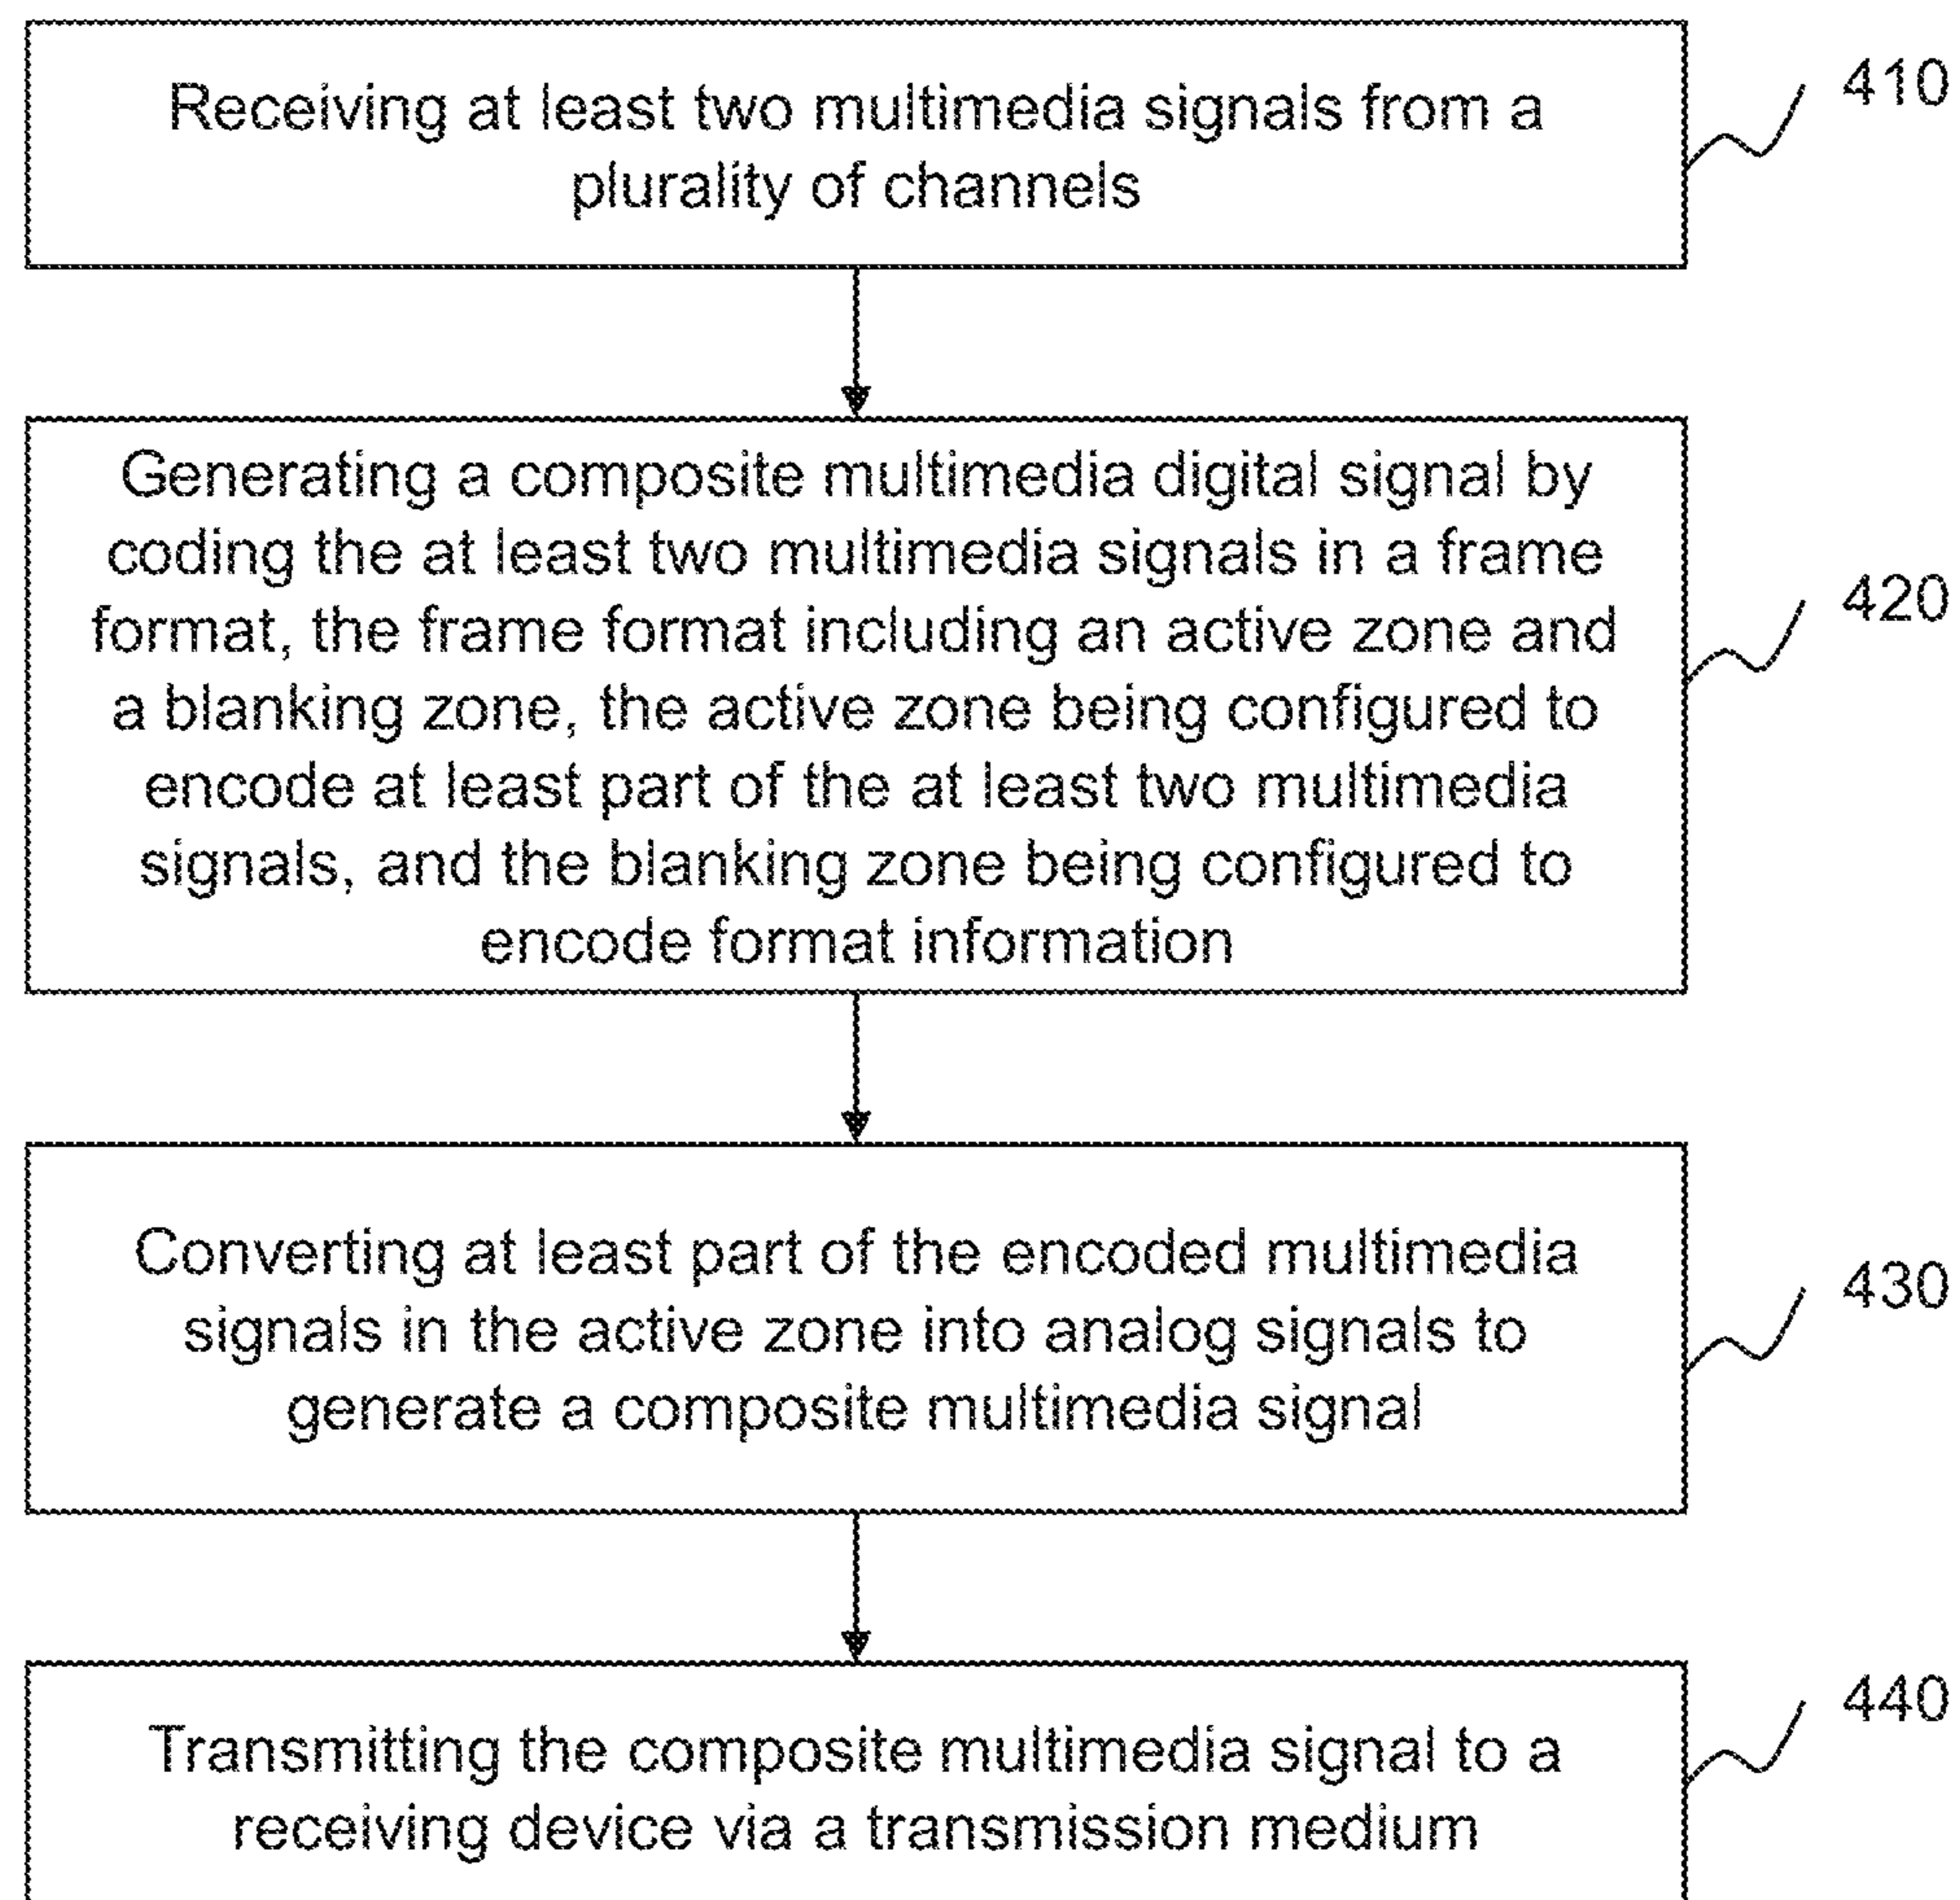 Receiving at least two multimedia signals from a
plurality of channels
410
Generating a composite multimedia digital signal by
coding the at least two multimedia signals in a frame
format, the frame format including an active zone and
a blanking zone, the active zone being configured to
encode at least part of the at least two multimedia
signals, and the blanking zone being configured to
encode format information
420
Converting at least part of the encoded multimedia
signals in the active zone into analog signals to
generate a composite multimedia signal
430
Transmitting the composite multimedia signal to a
receiving device via a transmission medium
440